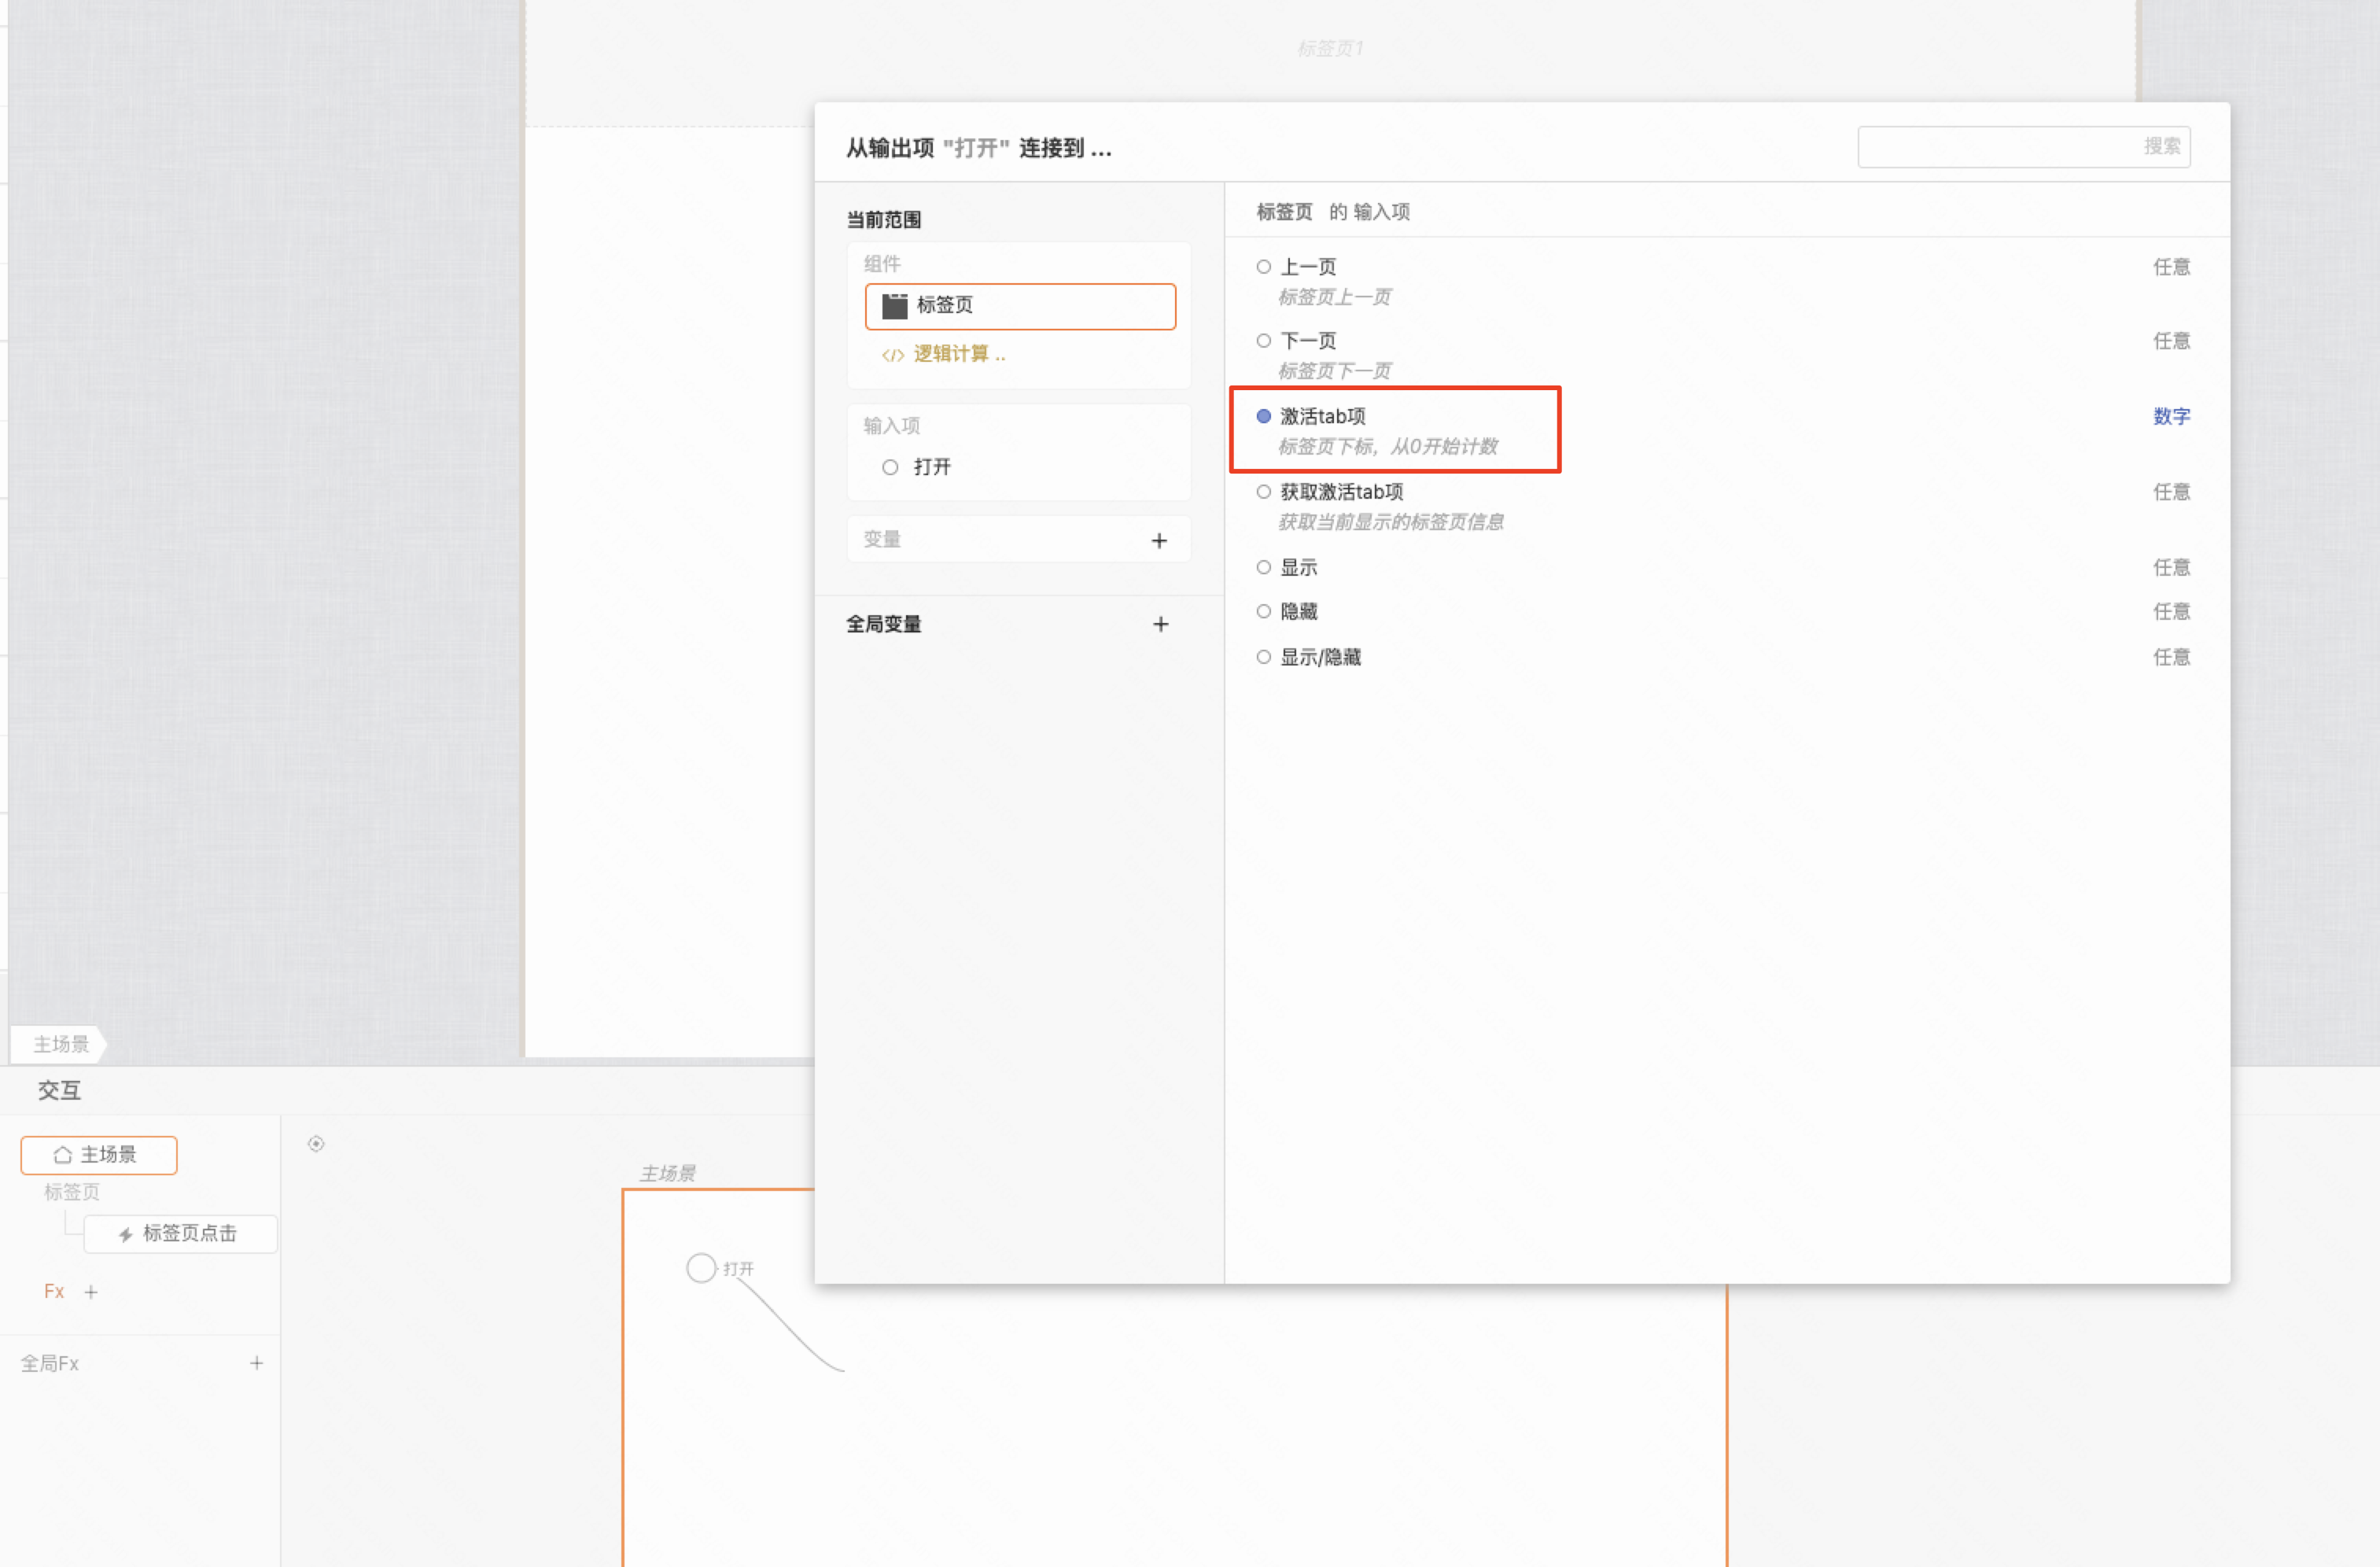 标签页1
从输出项 "打开" 连接到 ...
搜索
当前范围
组件
标签页
</> 逻辑计算 ..
输入项
打开
变量 +
全局变量 +
标签页 的 输入项
上一页 任意
标签页上一页
下一页 任意
标签页下一页
激活tab项 数字
标签页下标，从0开始计数
获取激活tab项 任意
获取当前显示的标签页信息
显示 任意
隐藏 任意
显示/隐藏 任意
主场景
交互
主场景
标签页
标签页点击
Fx +
全局Fx +
主场景
打开